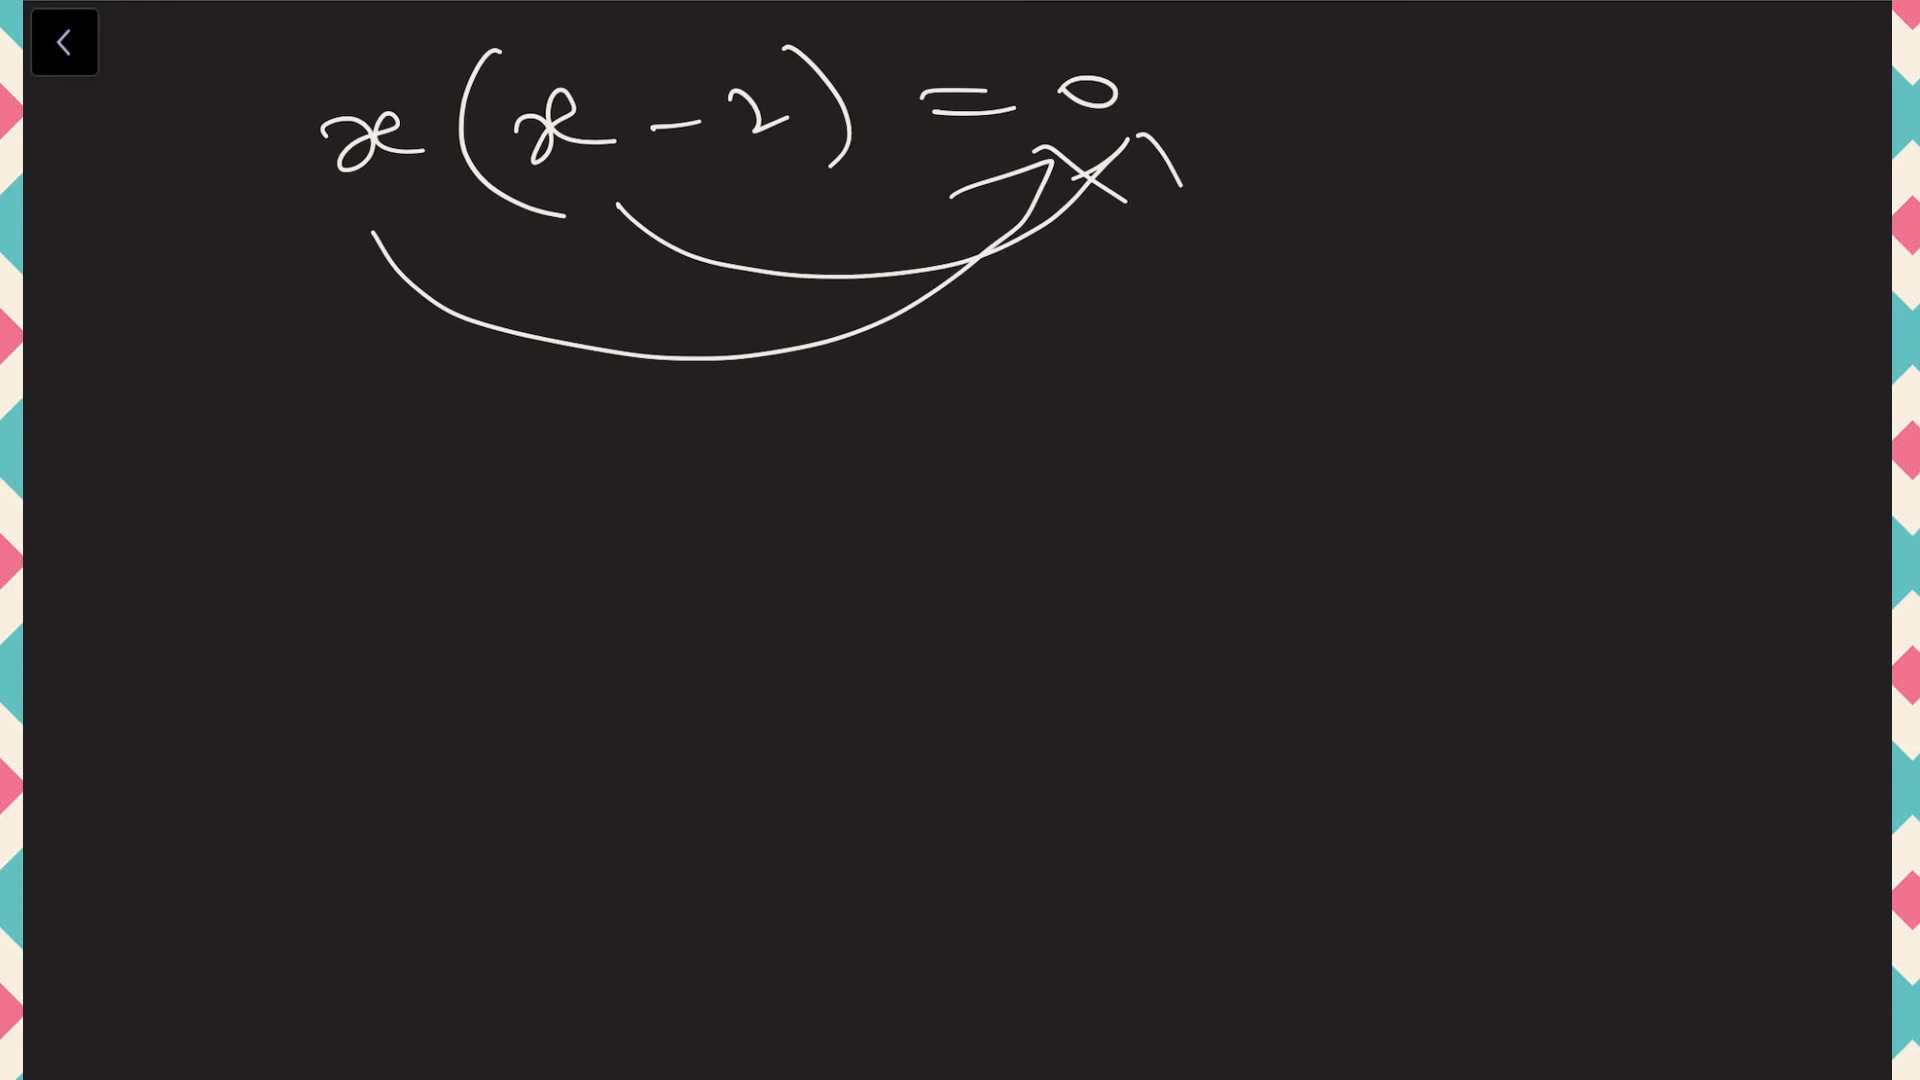 x(x-2) = 0